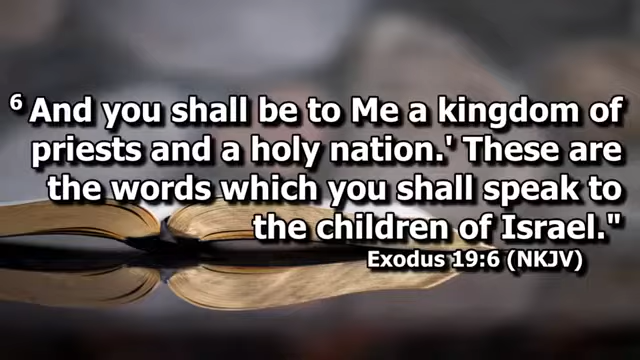 6 And you shall be to Me a kingdom of
priests and a holy nation.' These are
the words which you shall speak to
the children of Israel."
Exodus 19:6 (NKJV)